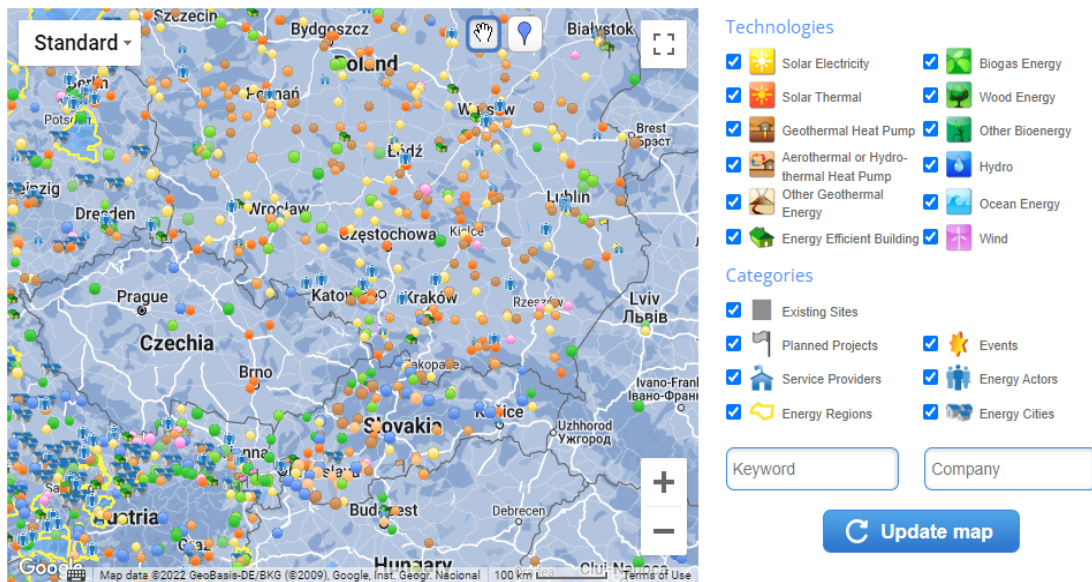 Standard
Szczecin
Bydgoszcz
Białystok
Berlin
Poland
Poznań
Warsaw
Brest
Брэст
Łódź
Dresden
Wrocław
Lublin
Częstochowa
Kielce
Prague
Kraków
Rzeszów
Lviv
Львів
Czechia
Brno
Zakopane
Slovakia
Košice
Uzhhorod
Ужгород
Budapest
Debrecen
Austria
Graz
Hungary
Google
Map data ©2022 GeoBasis-DE/BKG (©2009), Google, Inst. Geogr. Nacional
100 km
Terms of Use
Technologies
Solar Electricity
Biogas Energy
Solar Thermal
Wood Energy
Geothermal Heat Pump
Other Bioenergy
Aerothermal or Hydro-
thermal Heat Pump
Hydro
Other Geothermal
Energy
Ocean Energy
Energy Efficient Building
Wind
Categories
Existing Sites
Planned Projects
Events
Service Providers
Energy Actors
Energy Regions
Energy Cities
Keyword
Company
Update map